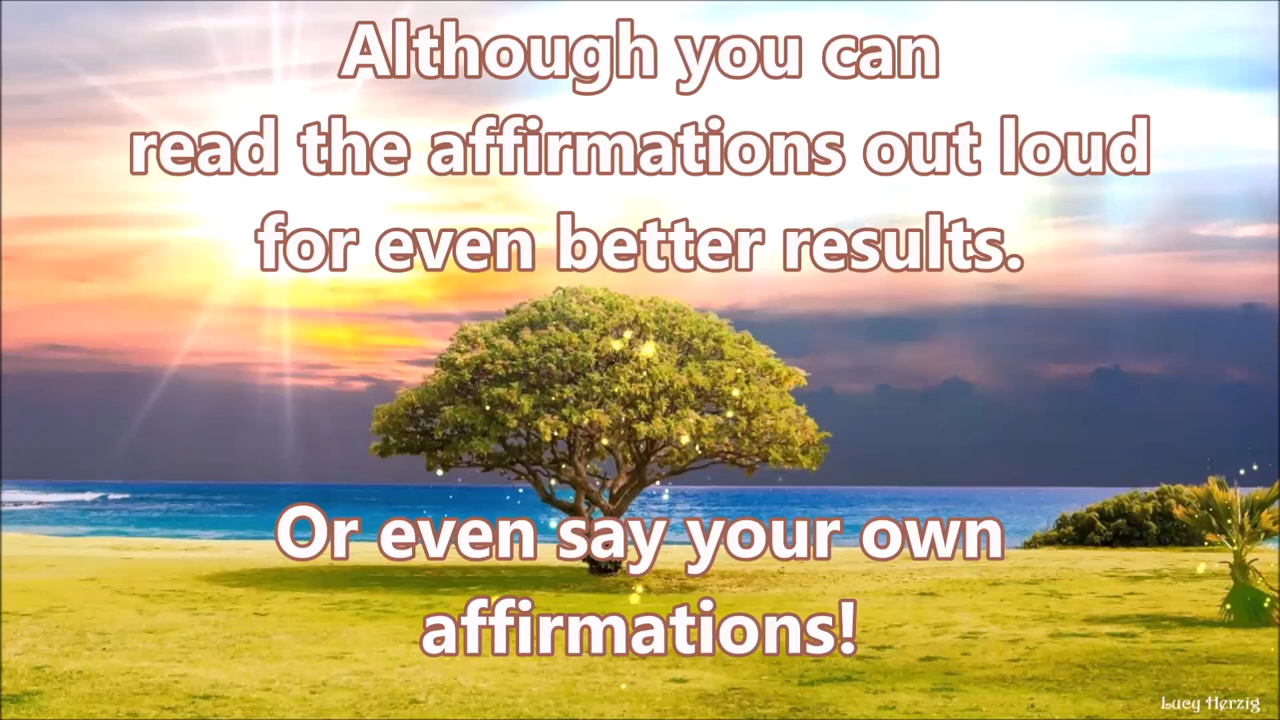 Although you can
read the affirmations out loud
for even better results.
Or even say your own
affirmations!
Lucy Herzig